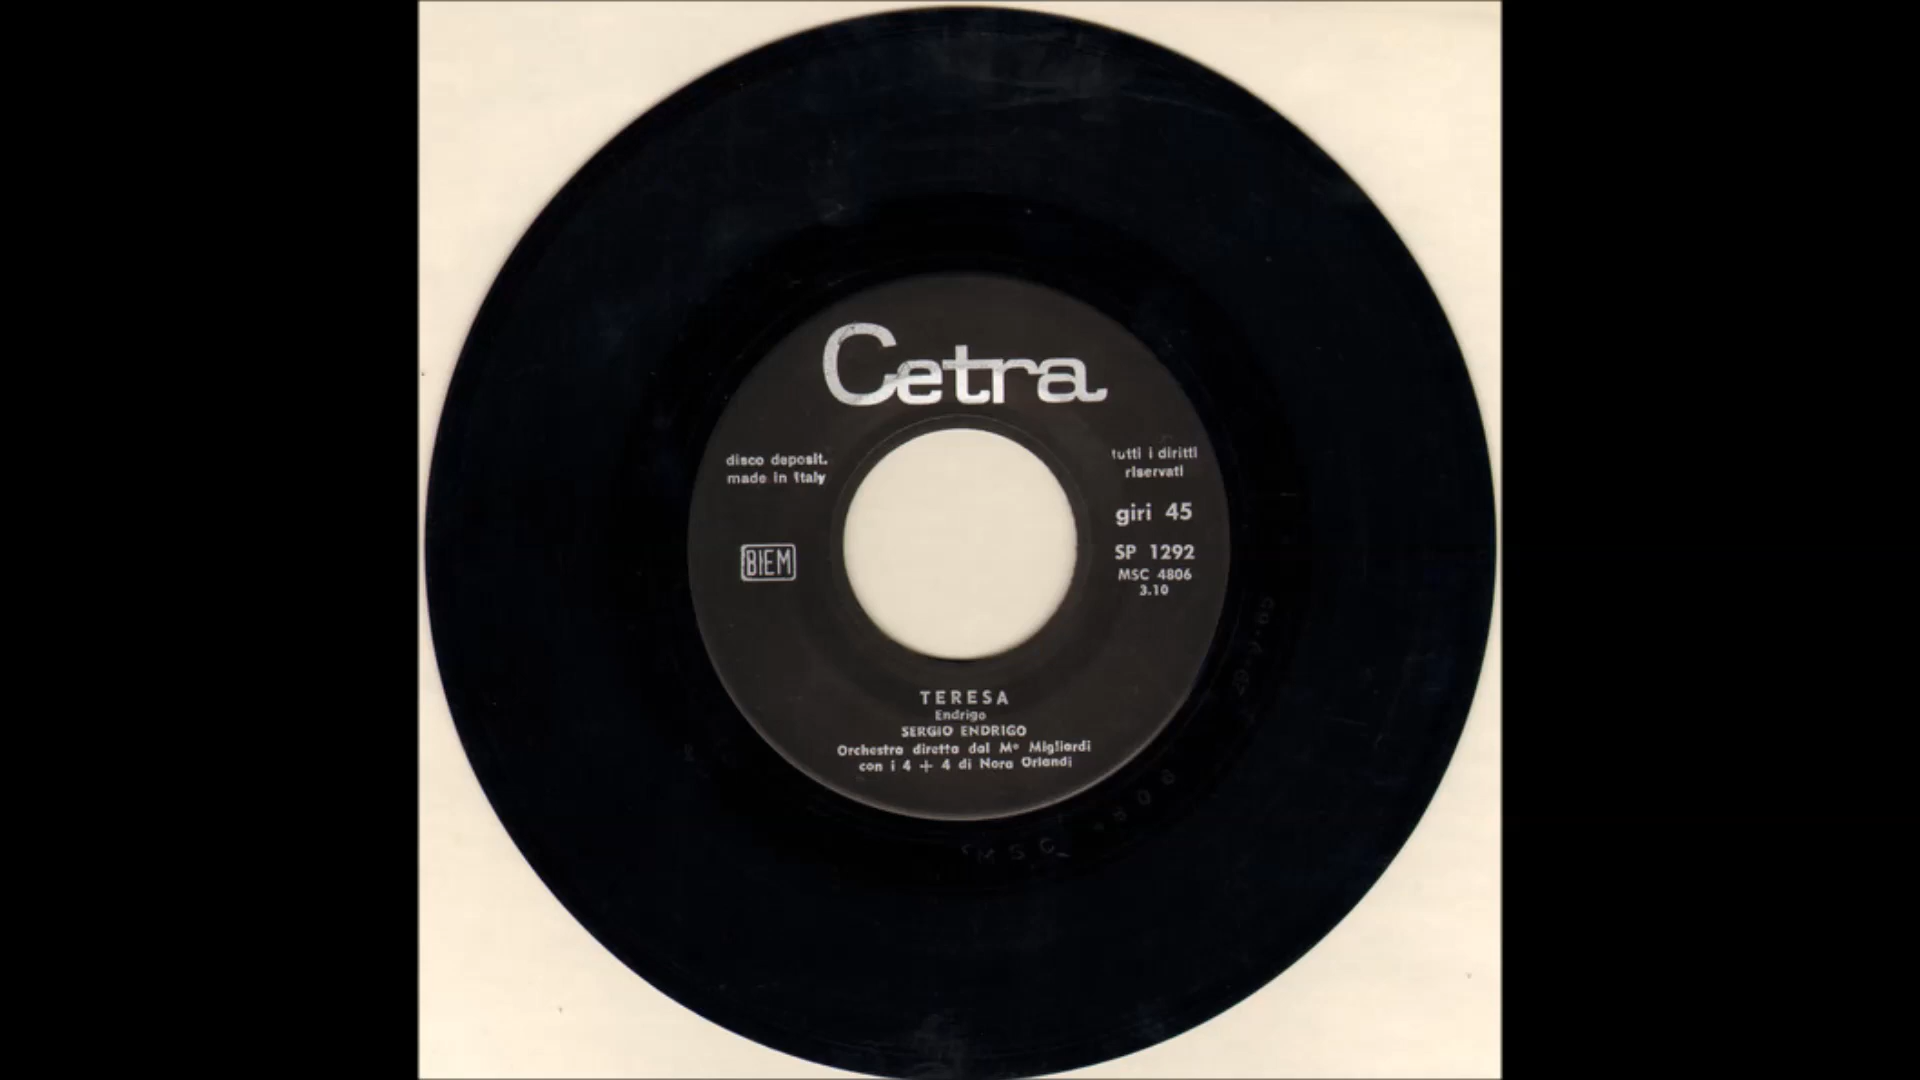 Cetra
disco deposit.
made in Italy
tutti i diritti
riservati
giri 45
BIEM
SP 1292
MSC 4806
3.10
TERESA
Endrigo
SERGIO ENDRIGO
Orchestra diretta dal Mº Migliardi
con i 4 + 4 di Nora Orlandi
MSC